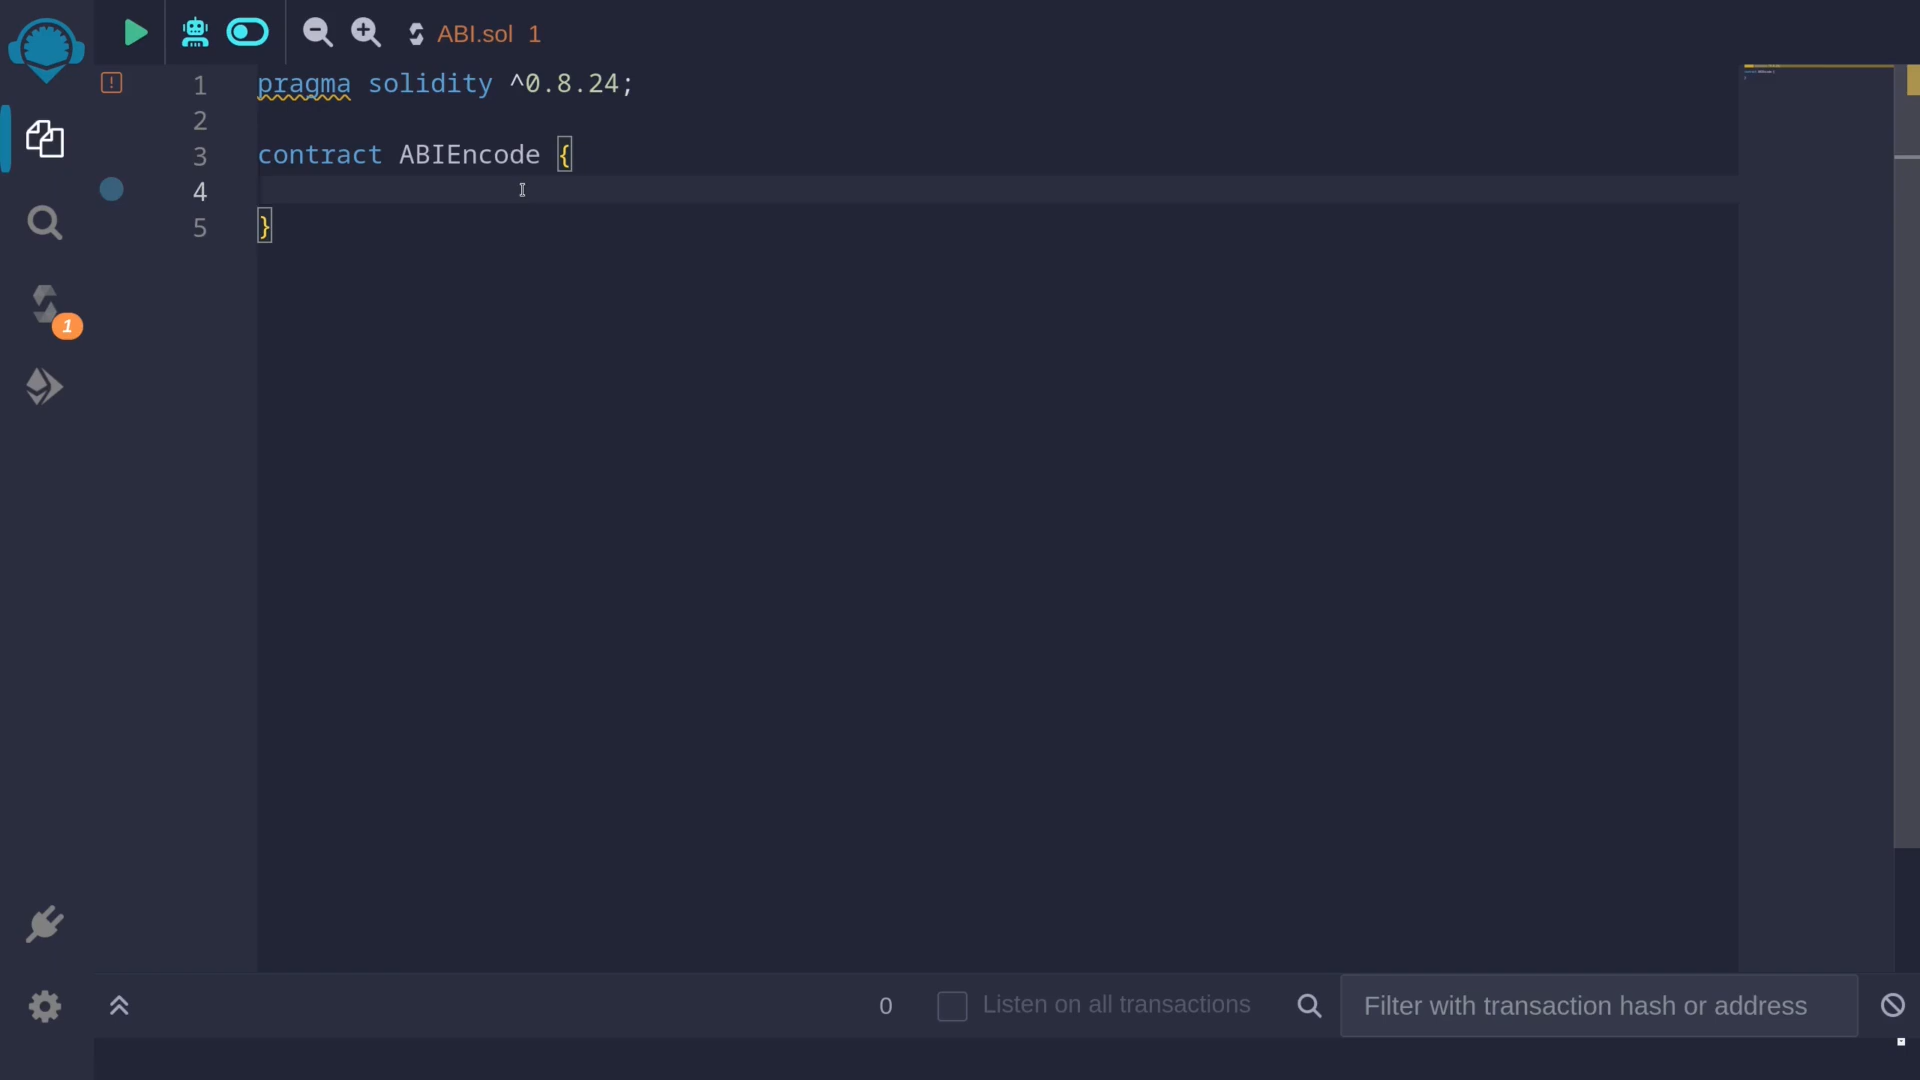 ABI.sol 1
1 pragma solidity ^0.8.24;
2
3 contract ABIEncode {
4
5 }
1
0 Listen on all transactions Filter with transaction hash or address